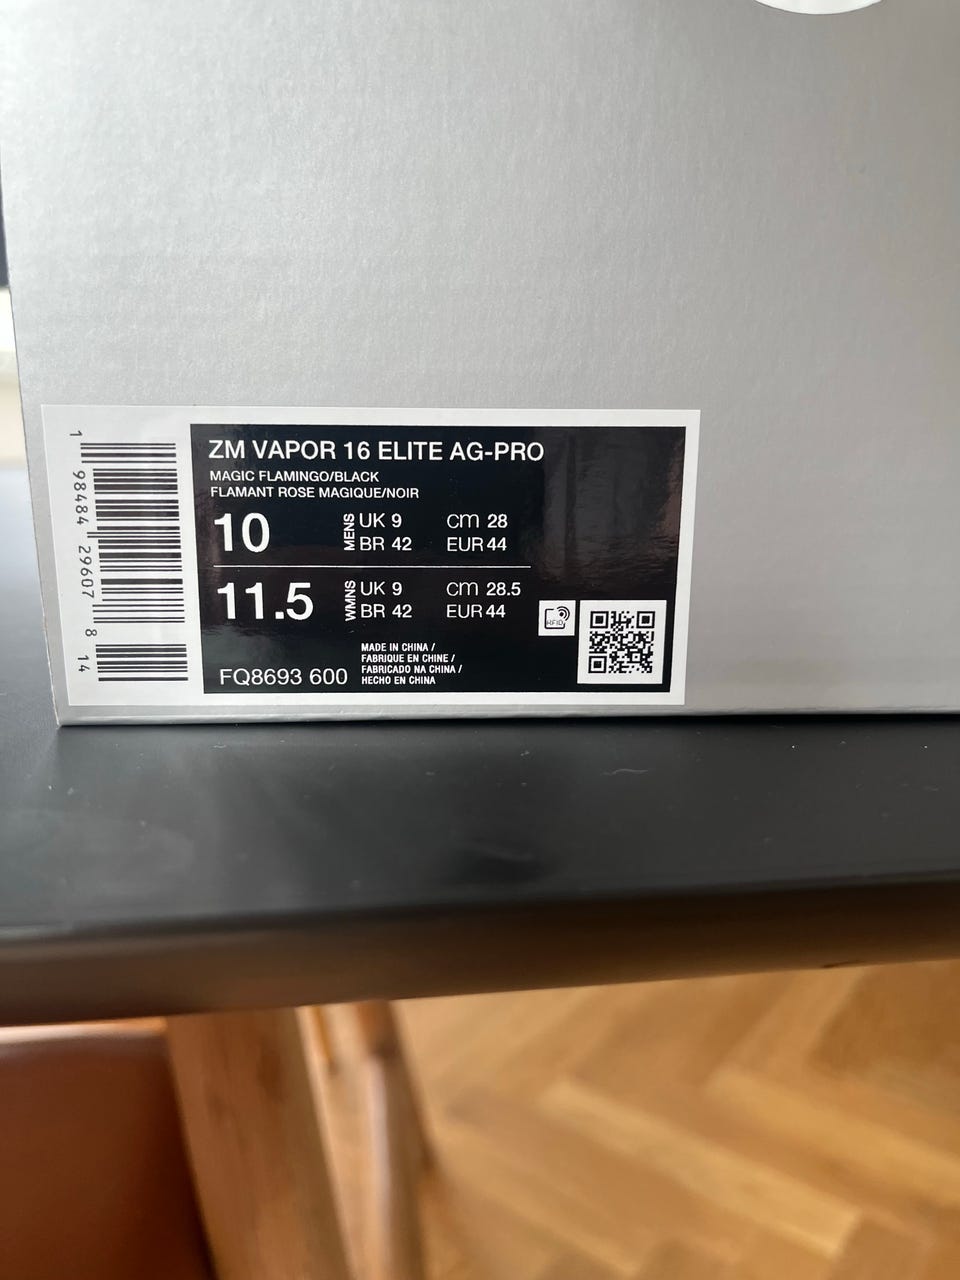 ZM VAPOR 16 ELITE AG-PRO
MAGIC FLAMINGO/BLACK
FLAMANT ROSE MAGIQUE/NOIR
10 MENS UK 9 cm 28
BR 42 EUR 44
11.5 WMNS UK 9 cm 28.5
BR 42 EUR 44
RFID
FQ8693 600
MADE IN CHINA /
FABRIQUE EN CHINE /
FABRICADO NA CHINA /
HECHO EN CHINA
1 98484 29607 8 14